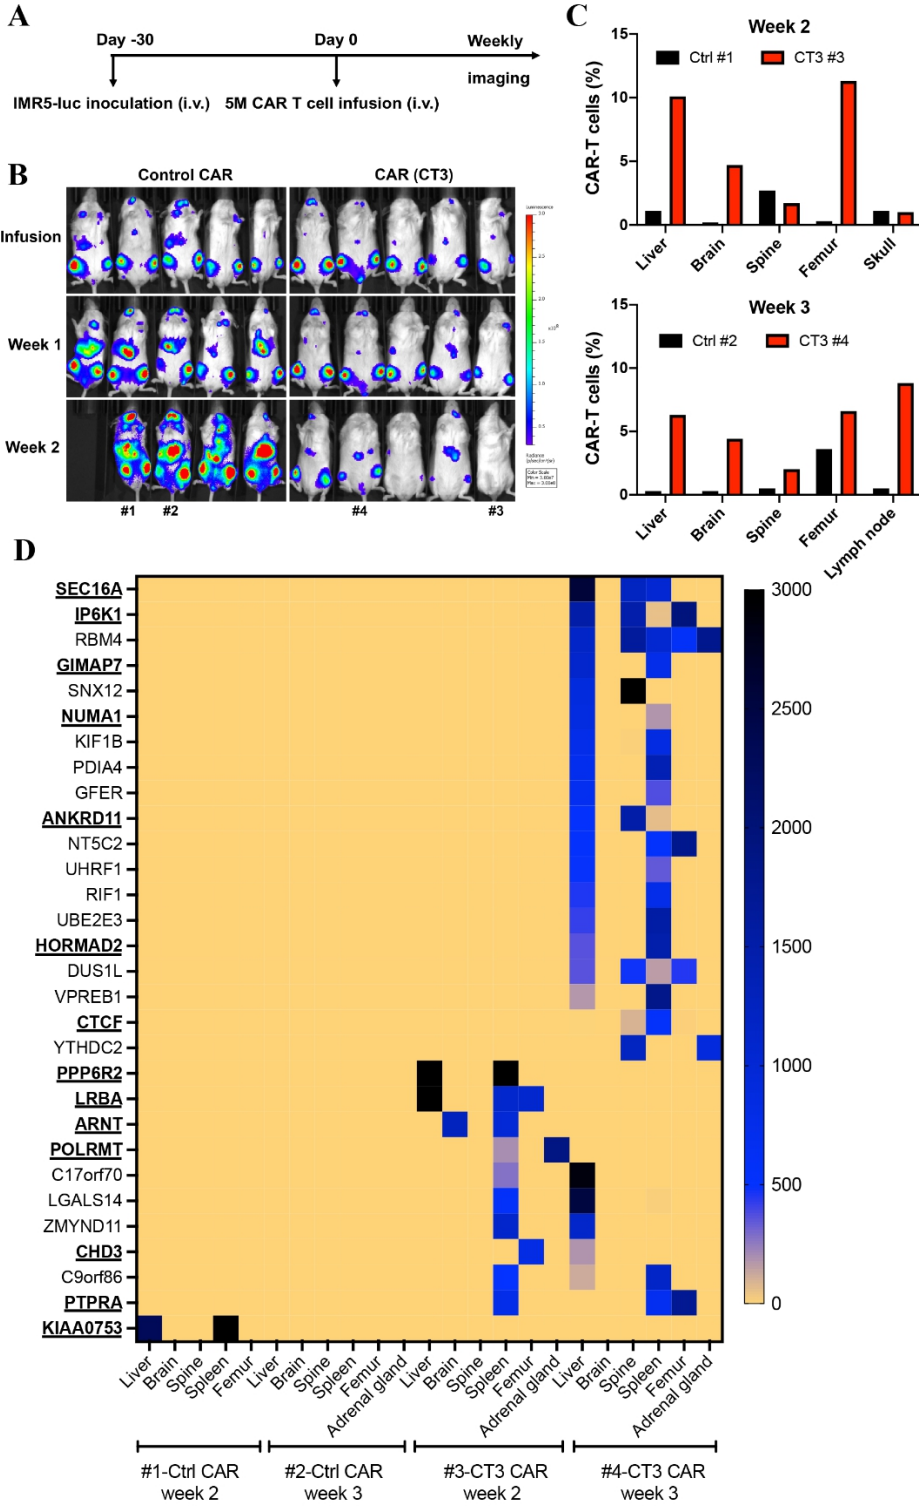 A
Day -30
Day 0
Weekly
imaging
IMR5-luc inoculation (i.v.)
5M CAR T cell infusion (i.v.)
B
Control CAR
CAR (CT3)
Infusion
Week 1
Week 2
#1
#2
#4
#3
C
Week 2
Ctrl #1
CT3 #3
CAR-T cells (%)
15
10
5
0
Liver
Brain
Spine
Femur
Skull
Week 3
Ctrl #2
CT3 #4
CAR-T cells (%)
15
10
5
0
Liver
Brain
Spine
Femur
Lymph node
D
SEC16A
IP6K1
RBM4
GIMAP7
SNX12
NUMA1
KIF1B
PDIA4
GFER
ANKRD11
NT5C2
UHRF1
RIF1
UBE2E3
HORMAD2
DUS1L
VPREB1
CTCF
YTHDC2
PPP6R2
LRBA
ARNT
POLRMT
C17orf70
LGALS14
ZMYND11
CHD3
C9orf86
PTPRA
KIAA0753
3000
2500
2000
1500
1000
500
0
Liver
Brain
Spine
Spleen
Femur
Liver
Brain
Spine
Spleen
Femur
Adrenal gland
Liver
Brain
Spine
Spleen
Femur
Adrenal gland
Liver
Brain
Spine
Spleen
Femur
Adrenal gland
#1-Ctrl CAR
week 2
#2-Ctrl CAR
week 3
#3-CT3 CAR
week 2
#4-CT3 CAR
week 3